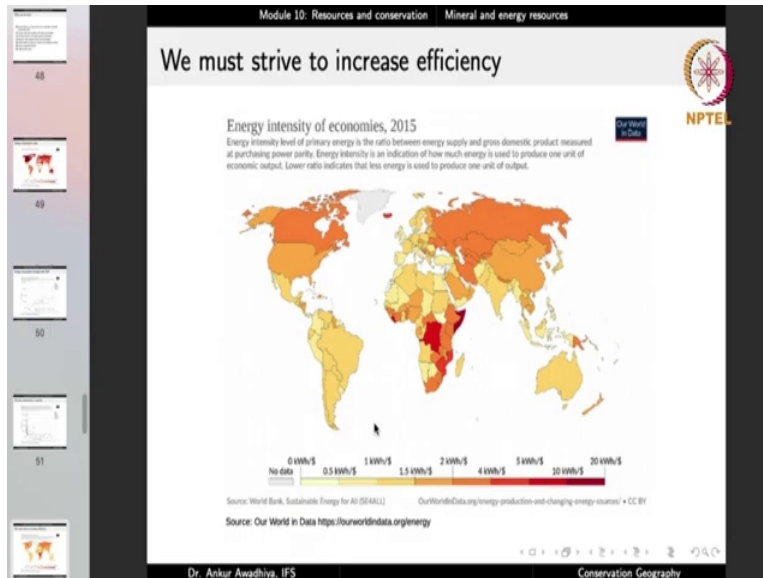 Module 10: Resources and conservation Mineral and energy resources
We must strive to increase efficiency
NPTEL
48
49
50
51
Energy intensity of economies, 2015
Our World
in Data
Energy intensity level of primary energy is the ratio between energy supply and gross domestic product measured
at purchasing power parity. Energy intensity is an indication of how much energy is used to produce one unit of
economic output. Lower ratio indicates that less energy is used to produce one unit of output.
0 kWh/$ 1 kWh/$ 2 kWh/$ 5 kWh/$ 20 kWh/$
No data 0.5 kWh/$ 1.5 kWh/$ 4 kWh/$ 10 kWh/$
Source: World Bank, Sustainable Energy for All (SE4ALL) OurWorldInData.org/energy-production-and-changing-energy-sources/ • CC BY
Source: Our World in Data https://ourworldindata.org/energy
Dr. Ankur Awadhiya, IFS Conservation Geography